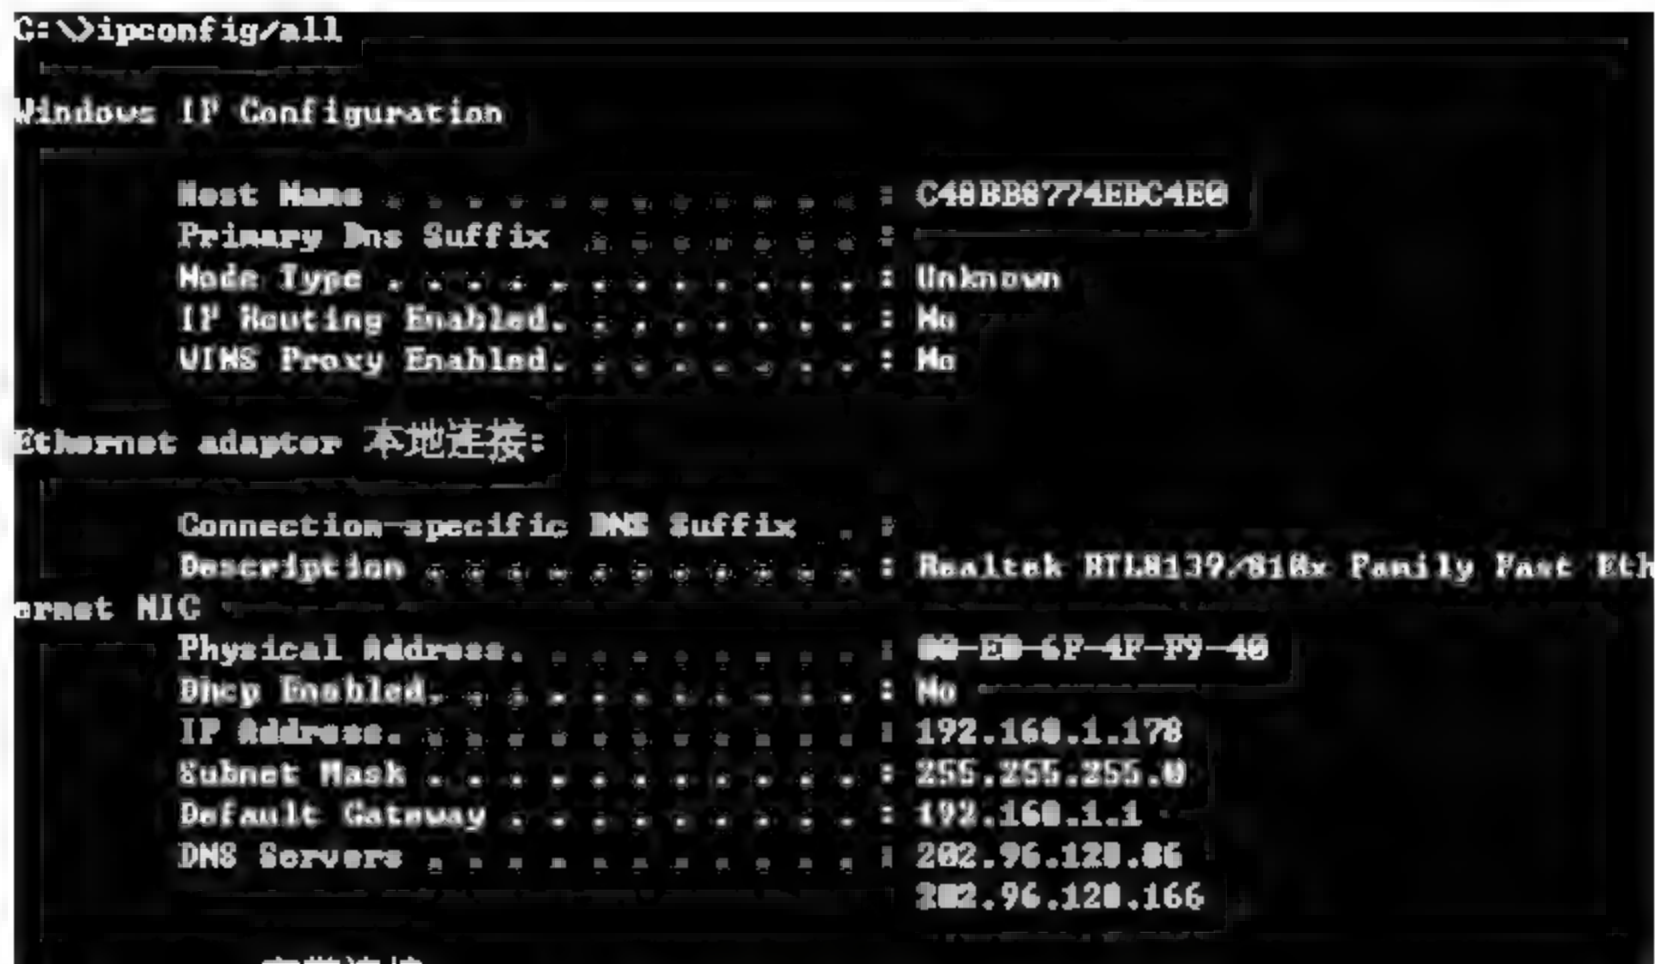 C:\>ipconfig/all
Windows IP Configuration
Host Name . . . . . . . . . . . . : C48BB8774EBC4E0
Primary Dns Suffix . . . . . . . :
Node Type . . . . . . . . . . . . : Unknown
IP Routing Enabled. . . . . . . . : No
WINS Proxy Enabled. . . . . . . . : No
Ethernet adapter 本地连接:
Connection-specific DNS Suffix . :
Description . . . . . . . . . . . : Realtek RTL8139/810x Family Fast Eth
ernet NIC
Physical Address. . . . . . . . . : 00-E0-6F-4F-F9-40
Dhcp Enabled. . . . . . . . . . . : No
IP Address. . . . . . . . . . . . : 192.168.1.178
Subnet Mask . . . . . . . . . . . : 255.255.255.0
Default Gateway . . . . . . . . . : 192.168.1.1
DNS Servers . . . . . . . . . . . : 202.96.128.86
202.96.128.166